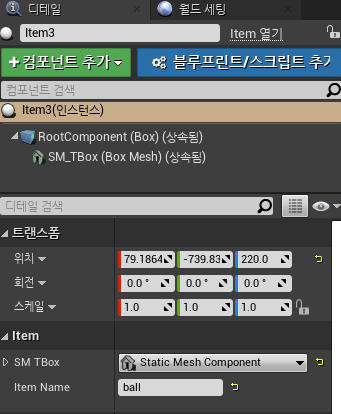 디테일 월드 세팅
Item3 Item 열기
+컴포넌트 추가 블루프린트/스크립트 추가
컴포넌트 검색
Item3(인스턴스)
RootComponent (Box) (상속됨)
SM_TBox (Box Mesh) (상속됨)
디테일 검색
트랜스폼
위치 79.1864 -739.83 220.0
회전 0.0 ° 0.0 ° 0.0 °
스케일 1.0 1.0 1.0
Item
SM TBox Static Mesh Component
Item Name ball